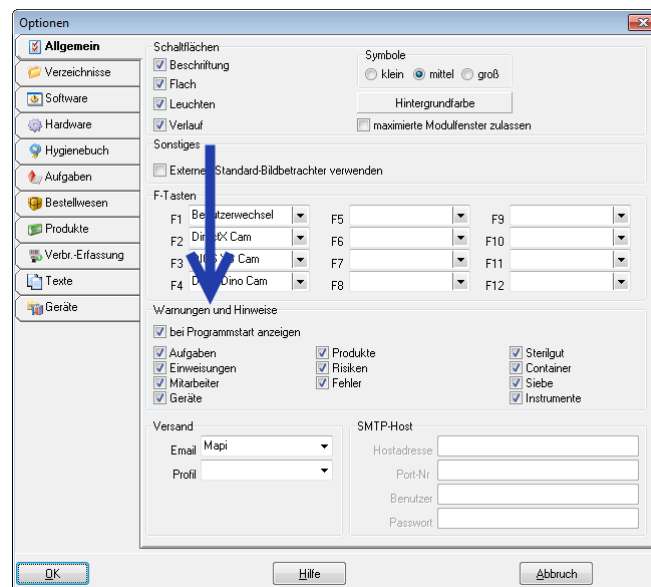 Optionen
Allgemein
Verzeichnisse
Software
Hardware
Hygienebuch
Aufgaben
Bestellwesen
Produkte
Verbr.-Erfassung
Texte
Geräte
Schaltflächen
Beschriftung
Flach
Leuchten
Verlauf
Symbole
klein mittel groß
Hintergrundfarbe
maximierte Modulfenster zulassen
Sonstiges
Standard-Bildbetrachter verwenden
F-Tasten
F1 F5 F9
F2 Cam F6 F10
F3 Cam F7 F11
F4 Dino Cam F8 F12
Warnungen und Hinweise
bei Programmstart anzeigen
Aufgaben Produkte Sterilgut
Einweisungen Risiken Container
Mitarbeiter Fehler Siebe
Geräte Instrumente
Versand
Email Mapi
Profil
SMTP-Host
Hostadresse
Port-Nr
Benutzer
Passwort
OK Hilfe Abbruch